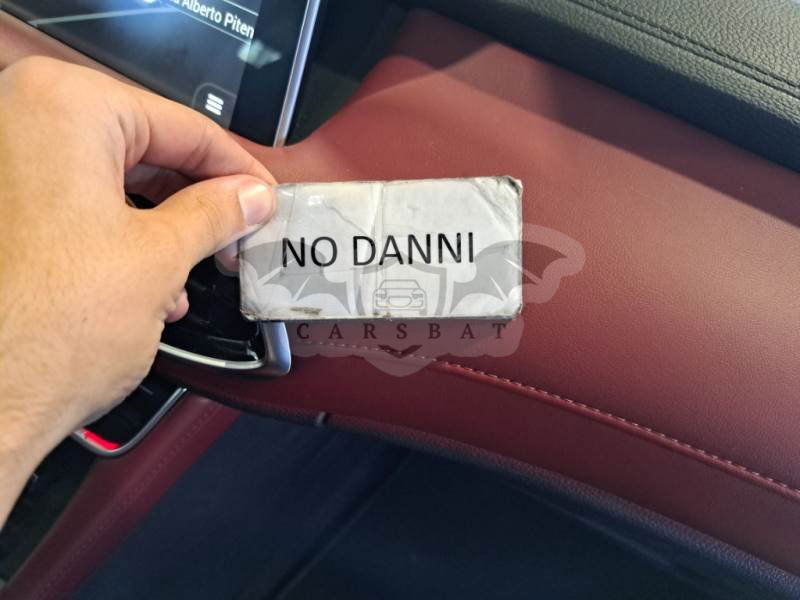 Alberto Piten
NO DANNI
CARSBAT